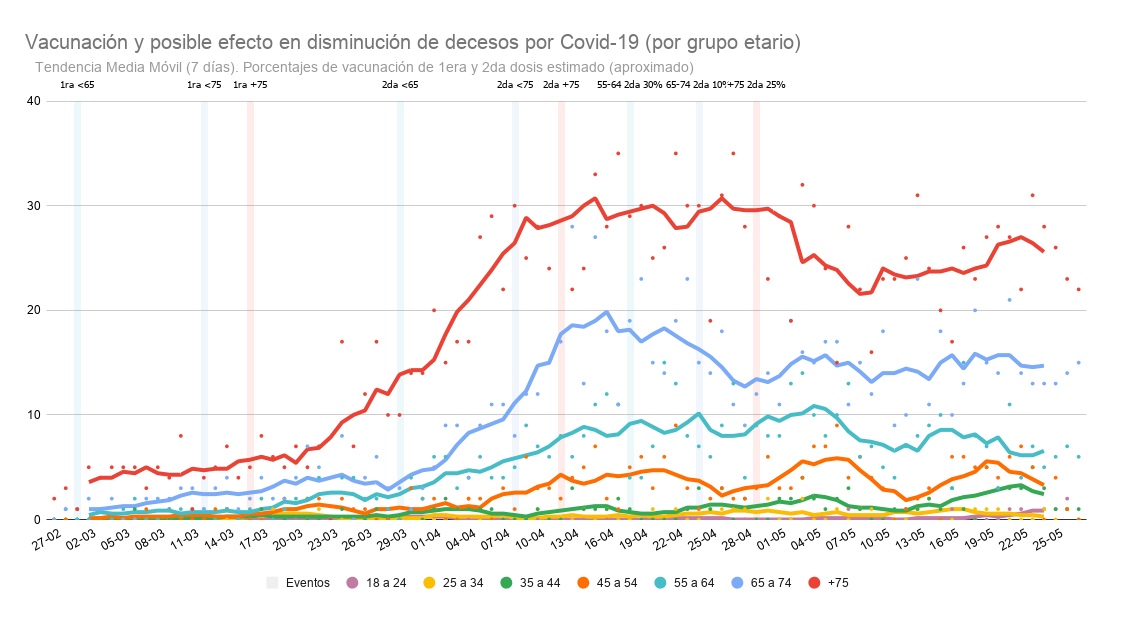 Vacunación y posible efecto en disminución de decesos por Covid-19 (por grupo etario)
Tendencia Media Móvil (7 días). Porcentajes de vacunación de 1era y 2da dosis estimado (aproximado)
1ra <65 1ra <75 1ra +75 2da <65 2da <75 2da +75 55-64 2da 30% 65-74 2da 10% +75 2da 25%
40
30
20
10
0
27-02 02-03 05-03 08-03 11-03 14-03 17-03 20-03 23-03 26-03 29-03 01-04 04-04 07-04 10-04 13-04 16-04 19-04 22-04 25-04 28-04 01-05 04-05 07-05 10-05 13-05 16-05 19-05 22-05 25-05
Eventos 18 a 24 25 a 34 35 a 44 45 a 54 55 a 64 65 a 74 +75